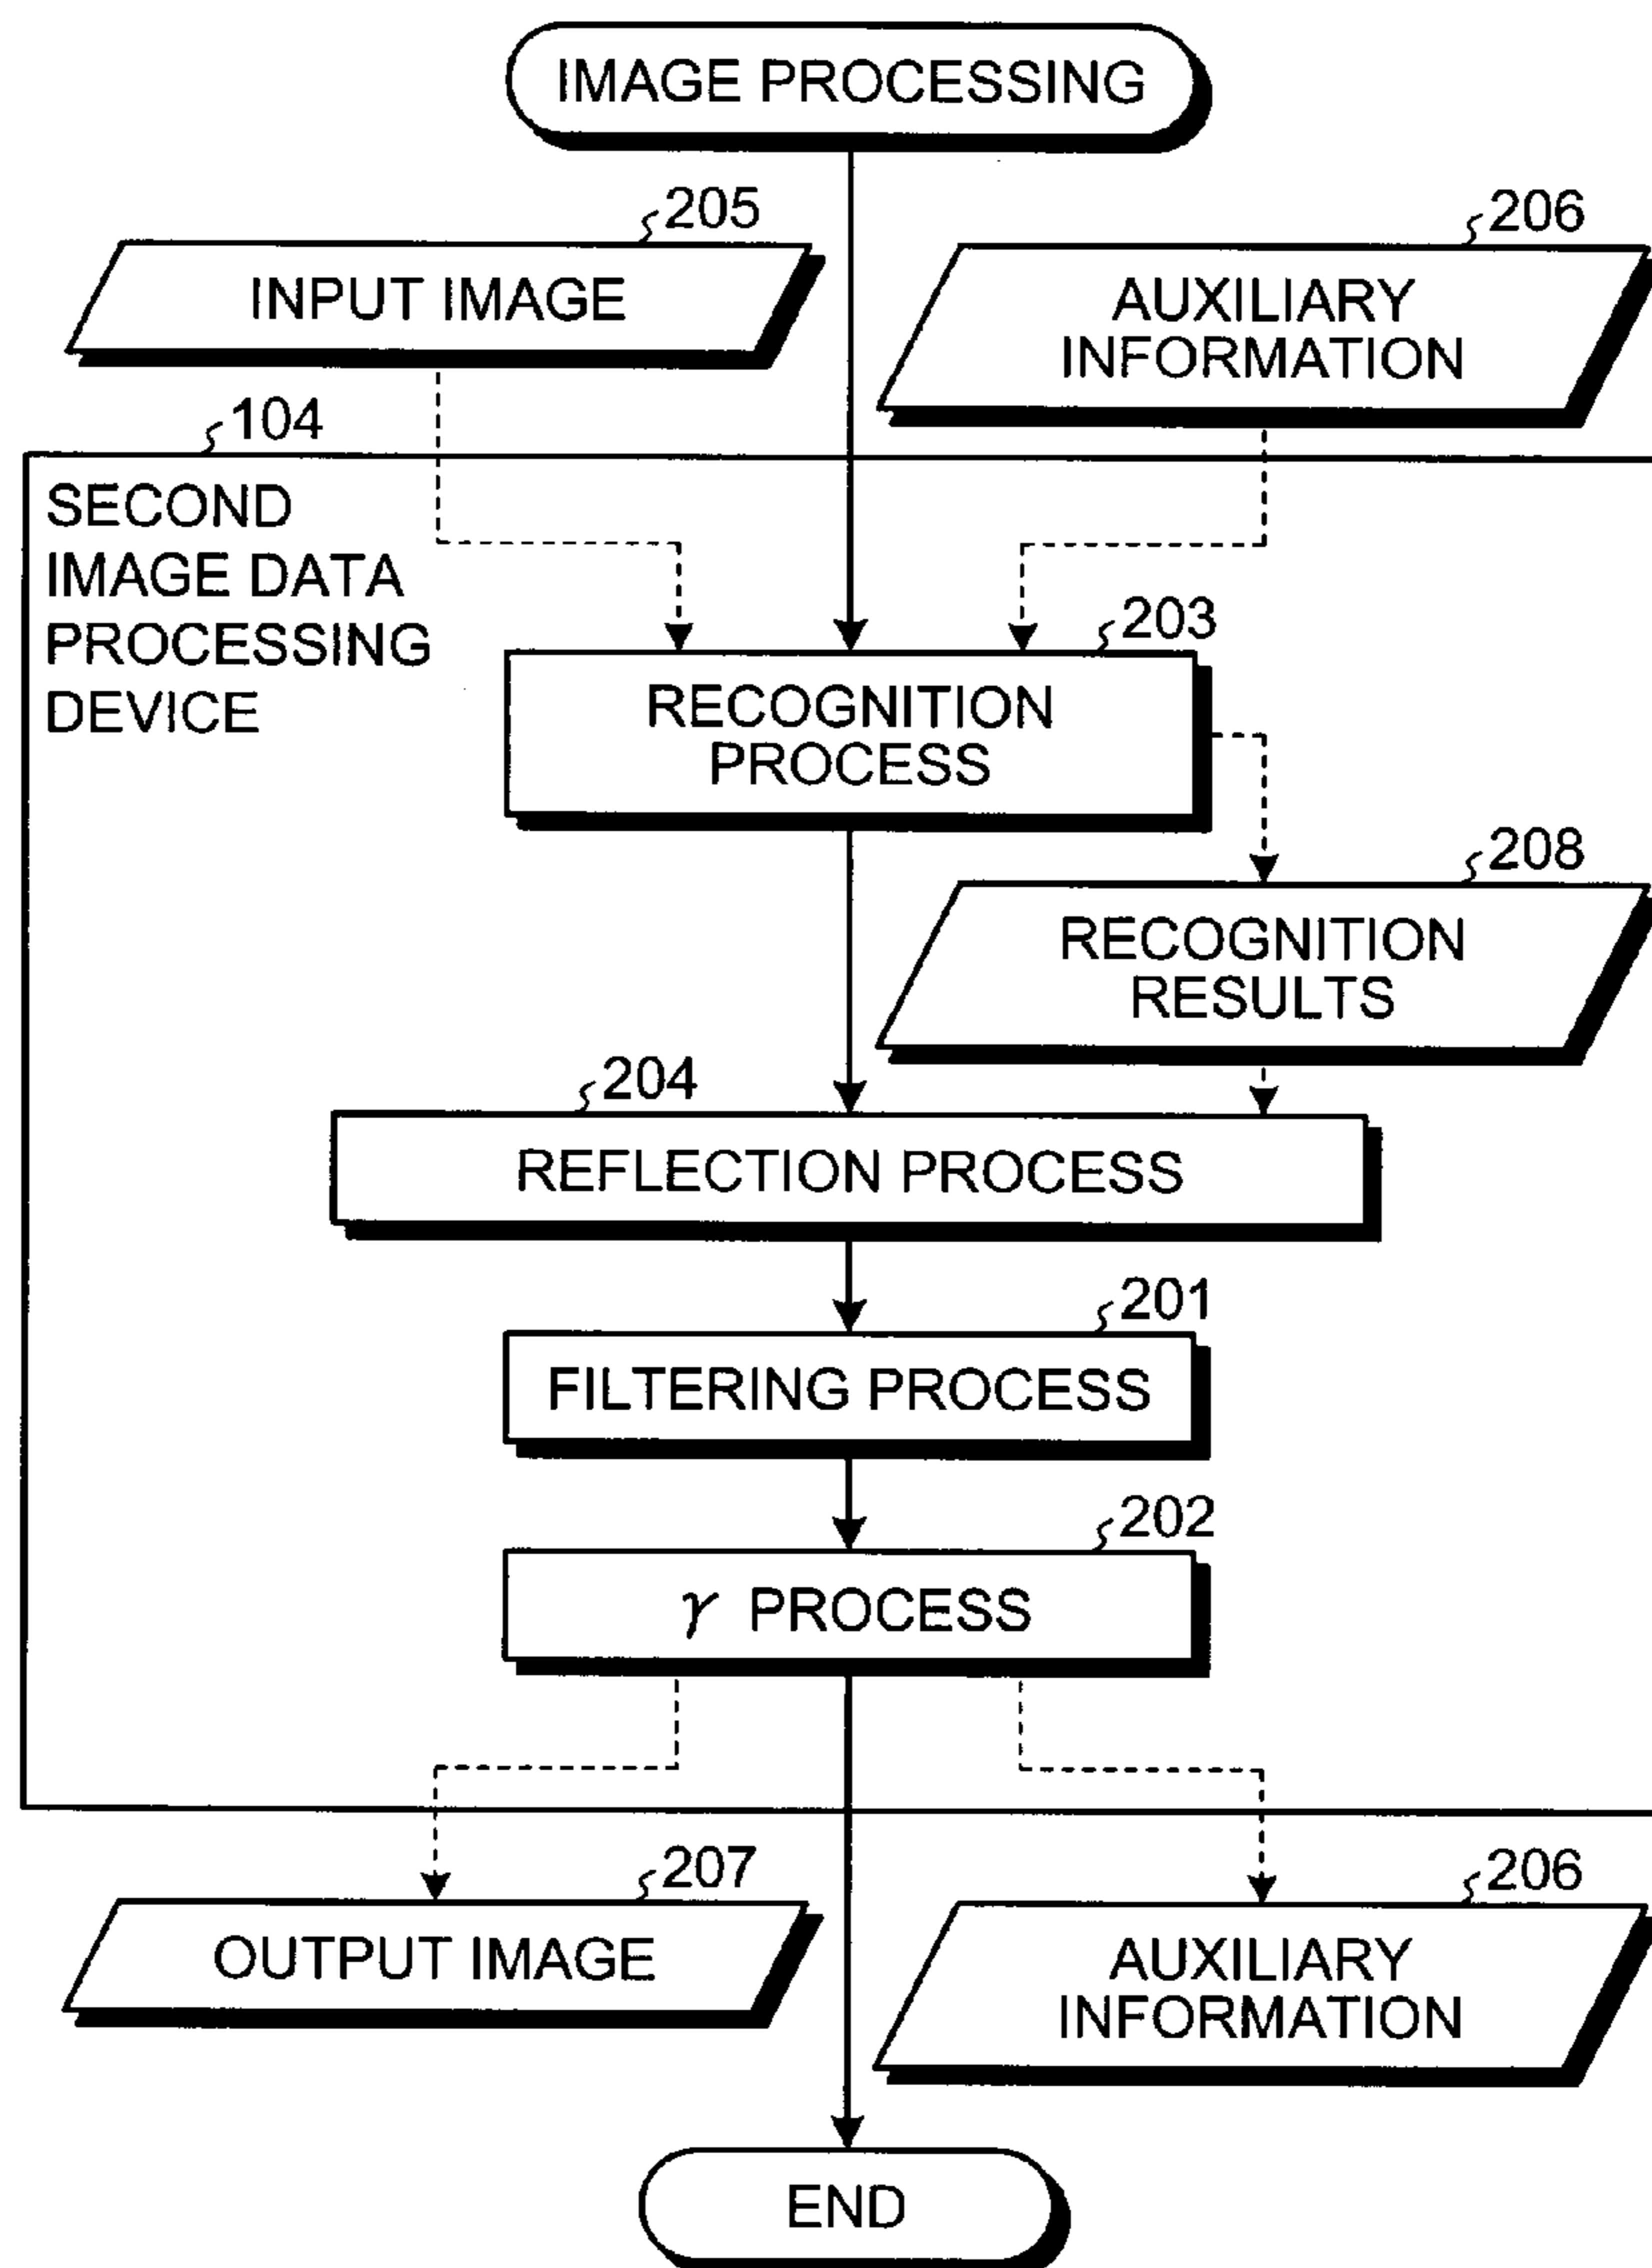 IMAGE PROCESSING
205
206
INPUT IMAGE
AUXILIARY
INFORMATION
104
SECOND
IMAGE DATA
PROCESSING
DEVICE
203
RECOGNITION
PROCESS
208
RECOGNITION
RESULTS
204
REFLECTION PROCESS
201
FILTERING PROCESS
202
γ PROCESS
207
206
OUTPUT IMAGE
AUXILIARY
INFORMATION
END